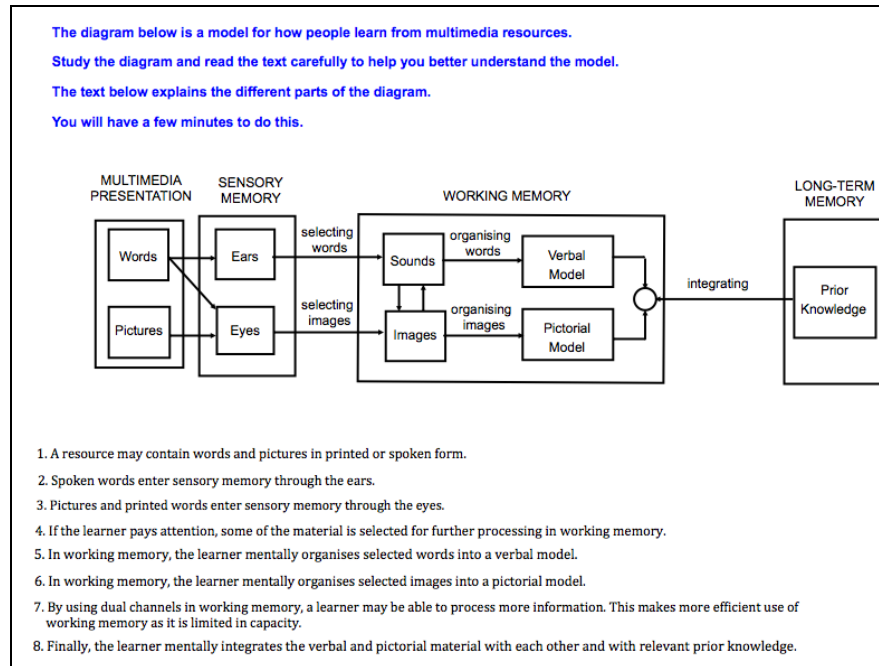 The diagram below is a model for how people learn from multimedia resources.
Study the diagram and read the text carefully to help you better understand the model.
The text below explains the different parts of the diagram.
You will have a few minutes to do this.
MULTIMEDIA
PRESENTATION
SENSORY
MEMORY
WORKING MEMORY
LONG-TERM
MEMORY
Words
Ears
selecting
words
Sounds
organising
words
Verbal
Model
integrating
Prior
Knowledge
Pictures
Eyes
selecting
images
Images
organising
images
Pictorial
Model
1. A resource may contain words and pictures in printed or spoken form.
2. Spoken words enter sensory memory through the ears.
3. Pictures and printed words enter sensory memory through the eyes.
4. If the learner pays attention, some of the material is selected for further processing in working memory.
5. In working memory, the learner mentally organises selected words into a verbal model.
6. In working memory, the learner mentally organises selected images into a pictorial model.
7. By using dual channels in working memory, a learner may be able to process more information. This makes more efficient use of
working memory as it is limited in capacity.
8. Finally, the learner mentally integrates the verbal and pictorial material with each other and with relevant prior knowledge.